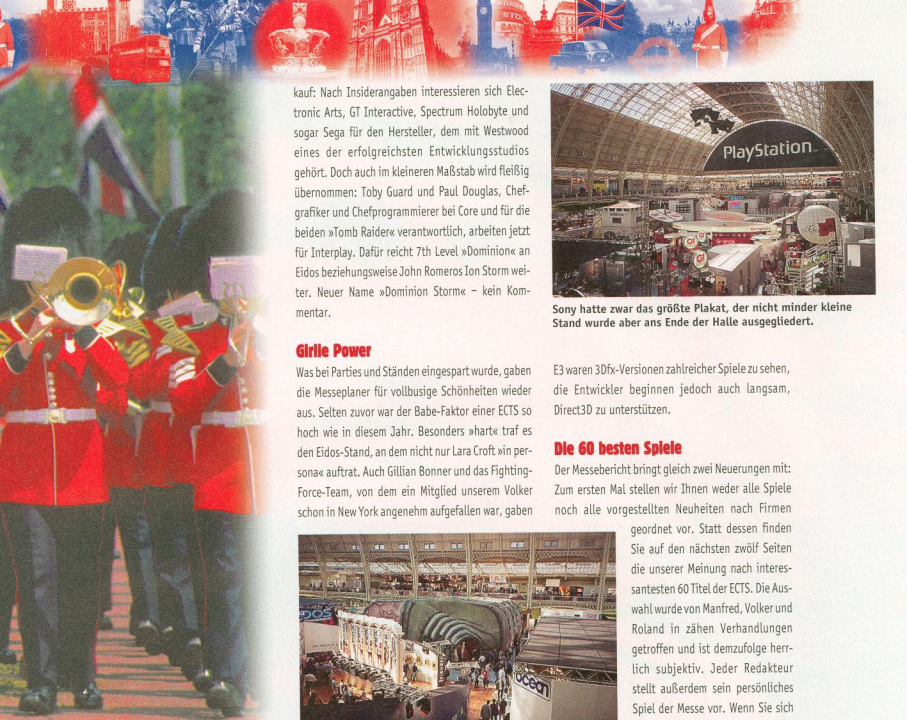 kauf: Nach Insiderangaben interessieren sich Elec-
tronic Arts, GT Interactive, Spectrum Holobyte und
sogar Sega für den Hersteller, dem mit Westwood
eines der erfolgreichsten Entwicklungsstudios
gehört. Doch auch im kleineren Maßstab wird fleißig
übernommen: Toby Guard und Paul Douglas, Chef-
grafiker und Chefprogrammierer bei Core und für die
beiden »Tomb Raider« verantwortlich, arbeiten jetzt
für Interplay. Dafür reicht 7th Level »Dominion« an
Eidos beziehungsweise John Romeros Ion Storm wei-
ter. Neuer Name »Dominion Storm« – kein Kom-
mentar.
Girlie Power
Was bei Parties und Ständen eingespart wurde, gaben
die Messeplaner für vollbusige Schönheiten wieder
aus. Selten zuvor war der Babe-Faktor einer ECTS so
hoch wie in diesem Jahr. Besonders »hart« traf es
den Eidos-Stand, an dem nicht nur Lara Croft »in per-
sona« auftrat. Auch Gillian Bonner und das Fighting-
Force-Team, von dem ein Mitglied unserem Volker
schon in New York angenehm aufgefallen war, gaben
ocean
PlayStation
Sony hatte zwar das größte Plakat, der nicht minder kleine
Stand wurde aber ans Ende der Halle ausgegliedert.
E3 waren 3Dfx-Versionen zahlreicher Spiele zu sehen,
die Entwickler beginnen jedoch auch langsam,
Direct3D zu unterstützen.
Die 60 besten Spiele
Der Messebericht bringt gleich zwei Neuerungen mit:
Zum ersten Mal stellen wir Ihnen weder alle Spiele
noch alle vorgestellten Neuheiten nach Firmen
geordnet vor. Statt dessen finden
Sie auf den nächsten zwölf Seiten
die unserer Meinung nach interes-
santesten 60 Titel der ECTS. Die Aus-
wahl wurde von Manfred, Volker und
Roland in zähen Verhandlungen
getroffen und ist demzufolge herr-
lich subjektiv. Jeder Redakteur
stellt außerdem sein persönliches
Spiel der Messe vor. Wenn Sie sich